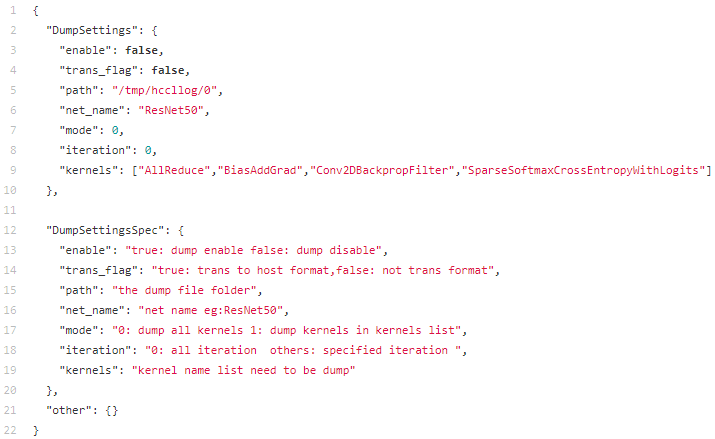 1 {
2   "DumpSettings": {
3     "enable": false,
4     "trans_flag": false,
5     "path": "/tmp/hccllog/0",
6     "net_name": "ResNet50",
7     "mode": 0,
8     "iteration": 0,
9     "kernels": ["AllReduce","BiasAddGrad","Conv2DBackpropFilter","SparseSoftmaxCrossEntropyWithLogits"]
10   },
11
12   "DumpSettingsSpec": {
13     "enable": "true: dump enable false: dump disable",
14     "trans_flag": "true: trans to host format,false: not trans format",
15     "path": "the dump file folder",
16     "net_name": "net name eg:ResNet50",
17     "mode": "0: dump all kernels 1: dump kernels in kernels list",
18     "iteration": "0: all iteration  others: specified iteration ",
19     "kernels": "kernel name list need to be dump"
20   },
21   "other": {}
22 }